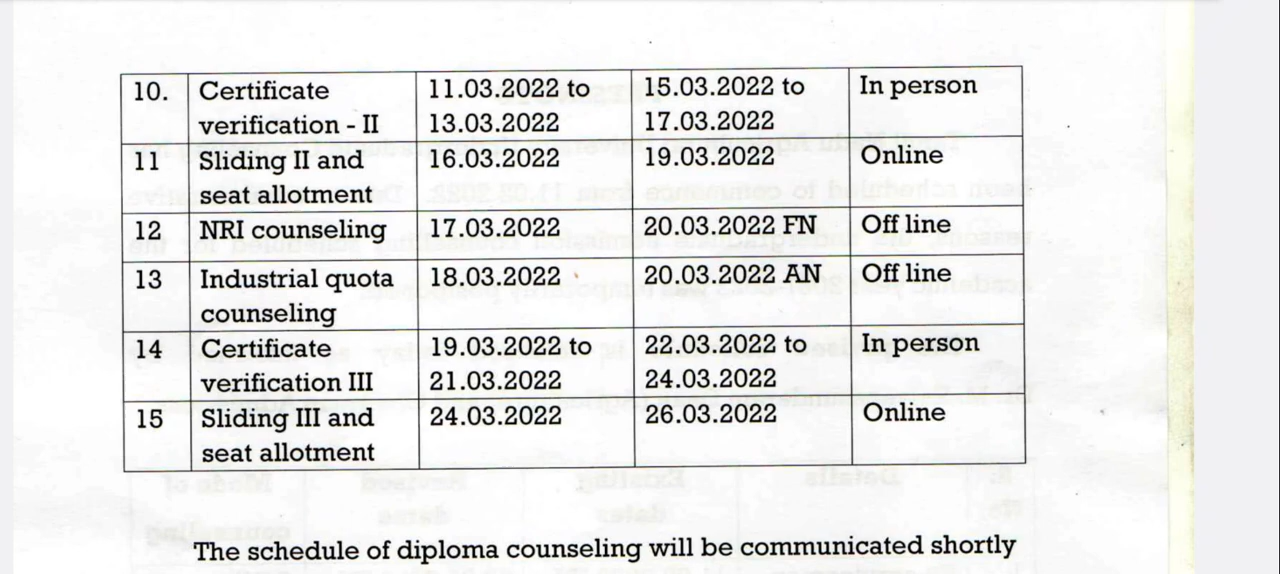 10. Certificate verification - II 11.03.2022 to 13.03.2022 15.03.2022 to 17.03.2022 In person
11 Sliding II and seat allotment 16.03.2022 19.03.2022 Online
12 NRI counseling 17.03.2022 20.03.2022 FN Off line
13 Industrial quota counseling 18.03.2022 20.03.2022 AN Off line
14 Certificate verification III 19.03.2022 to 21.03.2022 22.03.2022 to 24.03.2022 In person
15 Sliding III and seat allotment 24.03.2022 26.03.2022 Online
The schedule of diploma counseling will be communicated shortly